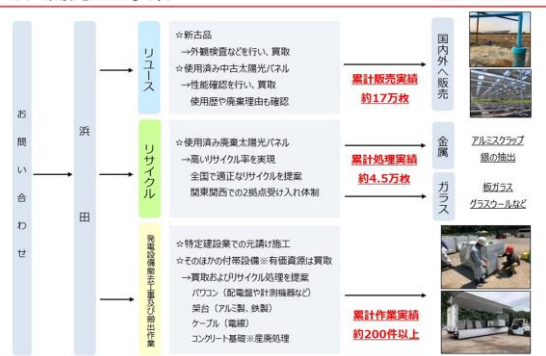 お問い合わせ
浜田
リユース
☆新古品
→外観検査などを行い、買取
☆使用済み中古太陽光パネル
→性能確認を行い、買取
使用歴や廃棄理由も確認
累計販売実績
約17万枚
国内外へ販売
リサイクル
☆使用済み廃棄太陽光パネル
→高いリサイクル率を実現
全国で適正なリサイクルを提案
関東関西での2拠点受け入れ体制
累計処理実績
約4.5万枚
金属
アルミスクラップ
銀の抽出
ガラス
板ガラス
グラスウールなど
発電設備撤去工事及び搬出作業
☆特定建設業での元請け施工
☆そのほかの付帯設備※有価資源は買取
→買取およびリサイクル処理を提案
パワコン（配電盤や計測機器など）
架台（アルミ製、鉄製）
ケーブル（電線）
コンクリート基礎※産廃処理
累計作業実績
約200件以上